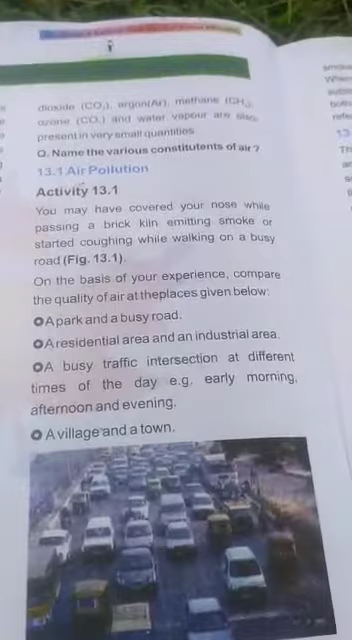 dioxide (CO₂), argon(Ar), methane (CH₄),
ozone (CO₂) and water vapour are also
present in very small quantities
Q. Name the various constitutents of air ?
13.1 Air Pollution
Activity 13.1
You may have covered your nose while
passing a brick kiln emitting smoke or
started coughing while walking on a busy
road (Fig. 13.1).
On the basis of your experience, compare
the quality of air at theplaces given below:
A park and a busy road.
A residential area and an industrial area.
A busy traffic intersection at different
times of the day e.g. early morning,
afternoon and evening.
A village and a town.